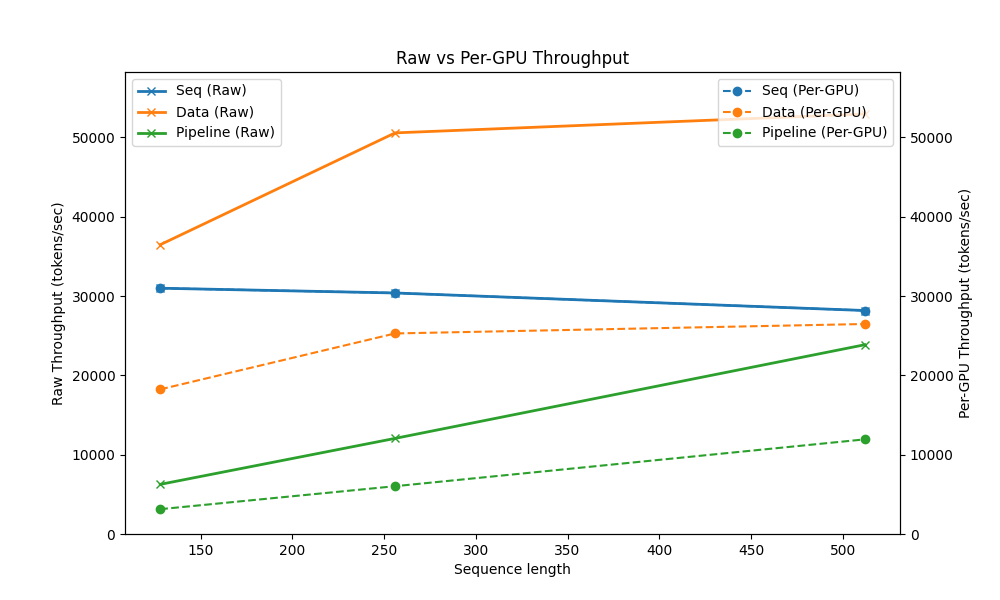 Raw vs Per-GPU Throughput
Seq (Raw)
Data (Raw)
Pipeline (Raw)
Seq (Per-GPU)
Data (Per-GPU)
Pipeline (Per-GPU)
Raw Throughput (tokens/sec)
50000
40000
30000
20000
10000
0
50000
40000
30000
20000
10000
0
Per-GPU Throughput (tokens/sec)
150 200 250 300 350 400 450 500
Sequence length